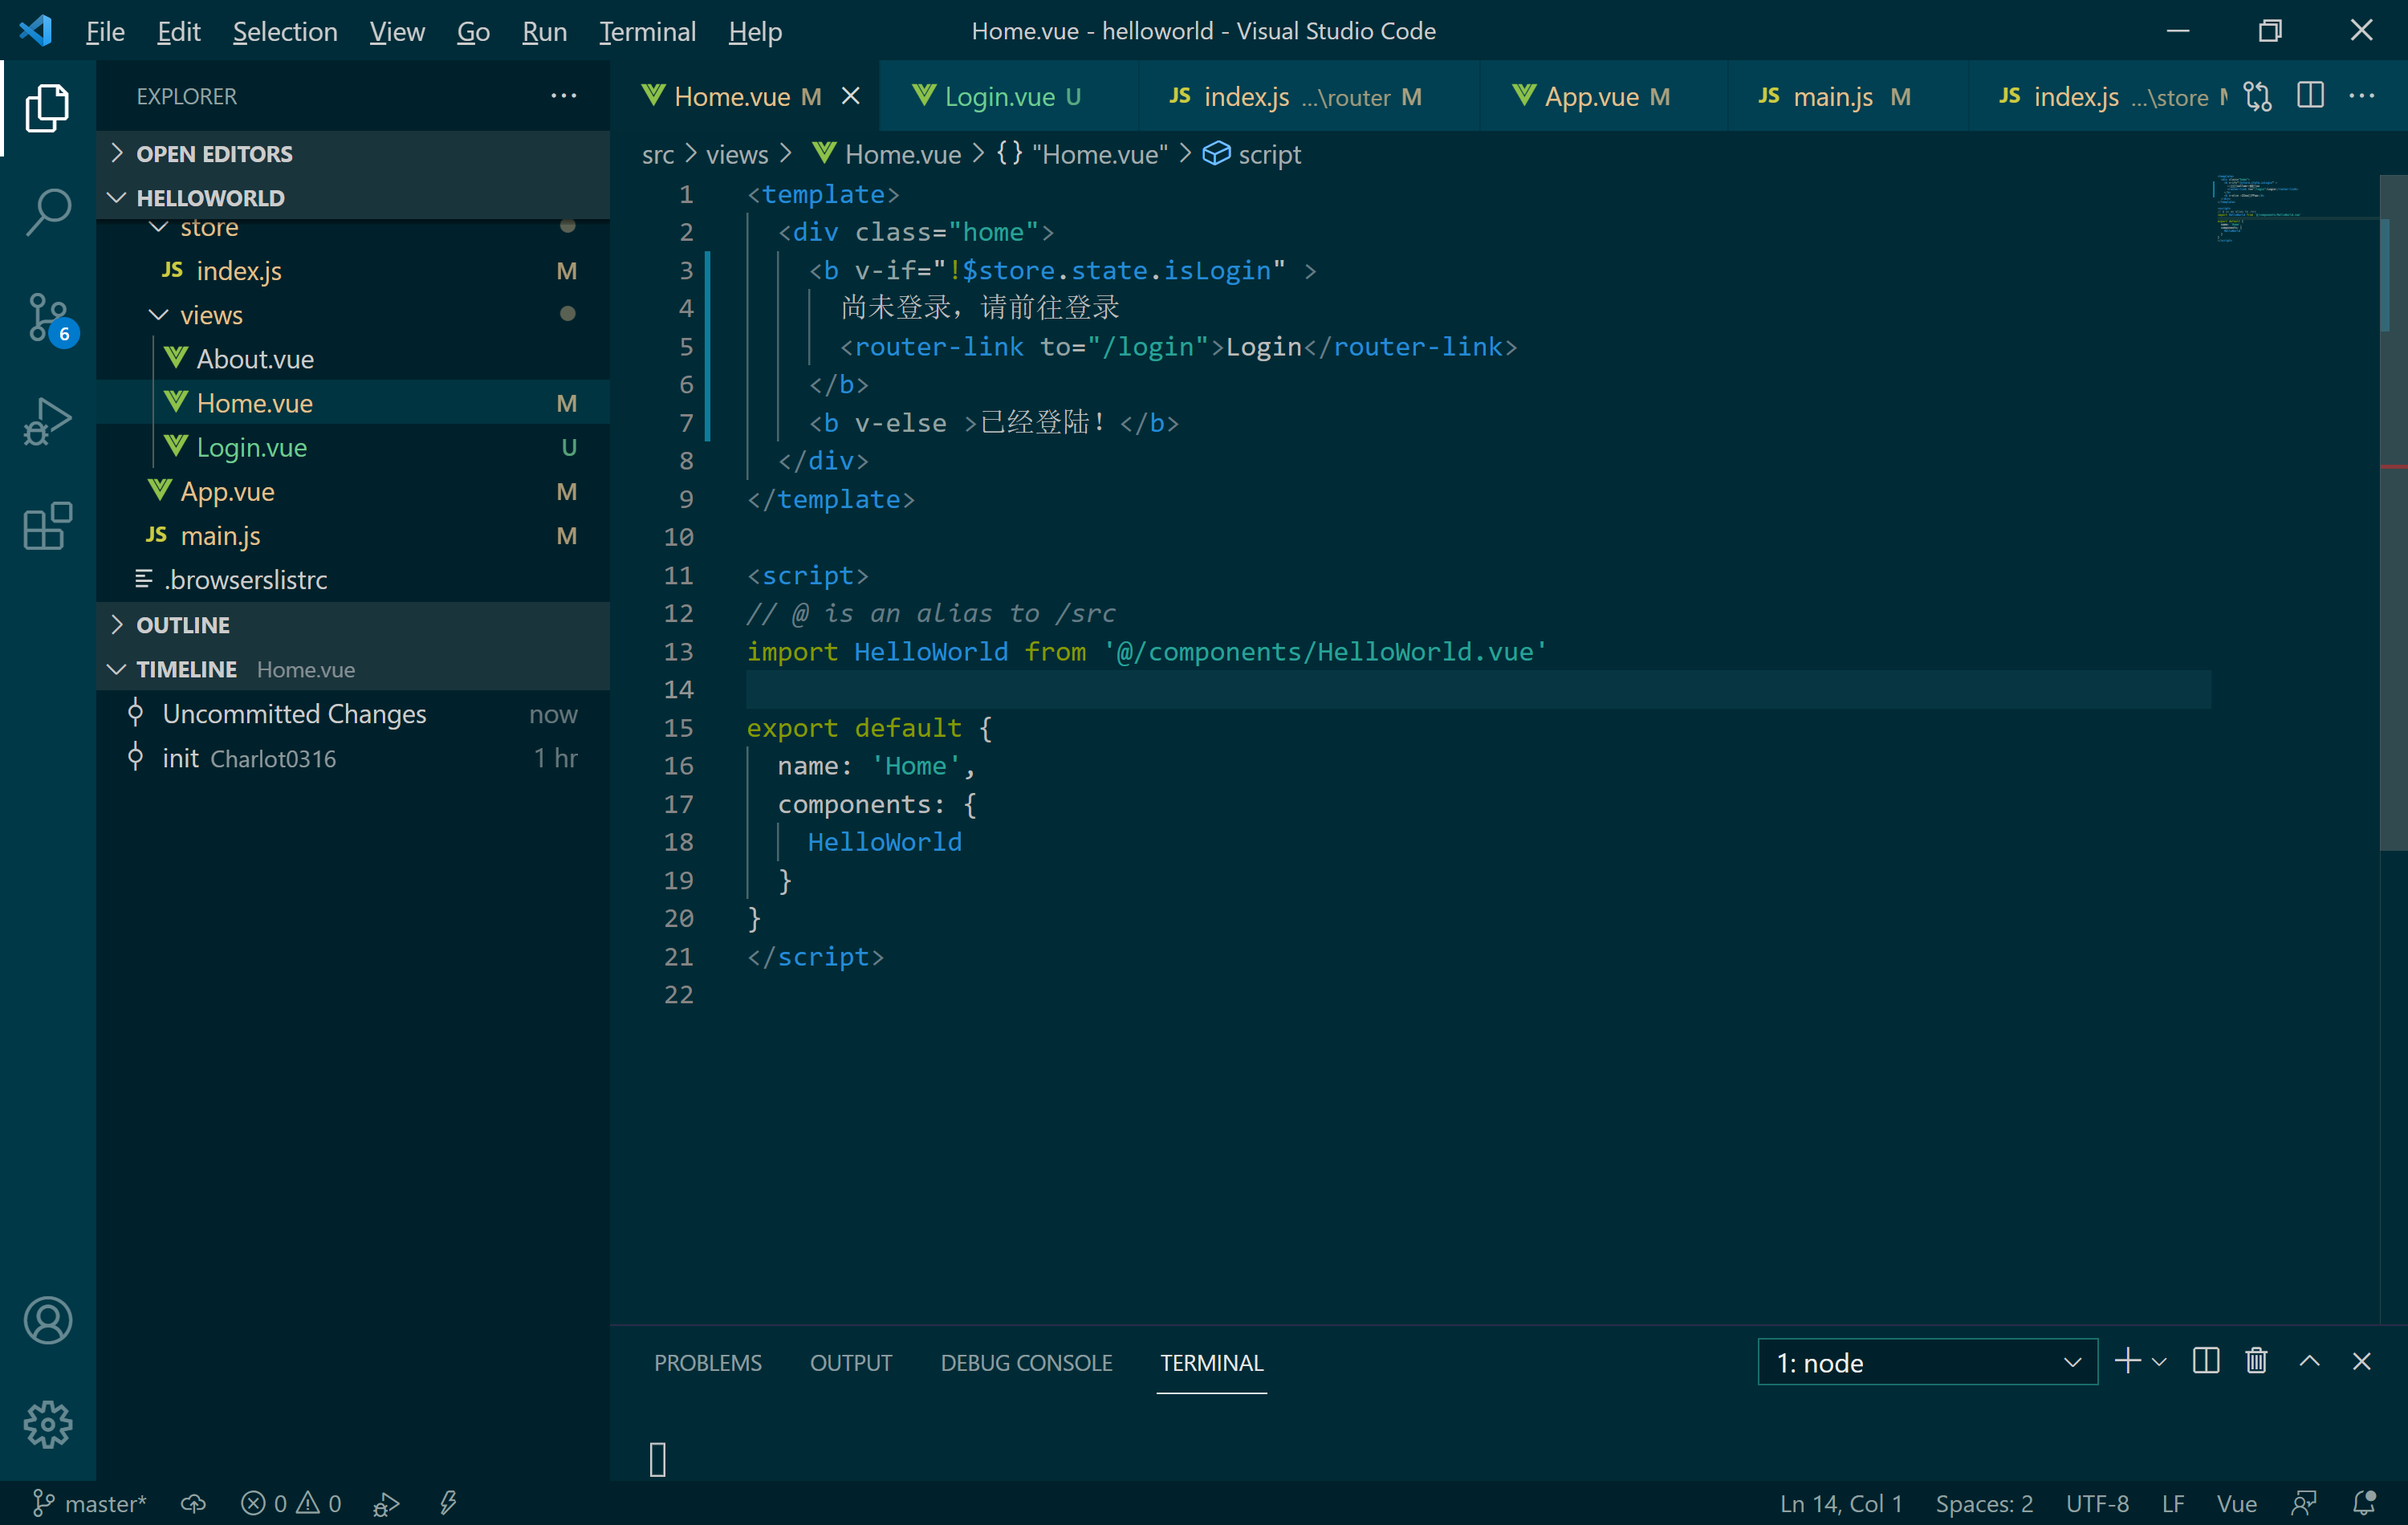 File Edit Selection View Go Run Terminal Help
Home.vue - helloworld - Visual Studio Code
EXPLORER
OPEN EDITORS
HELLOWORLD
store
JS index.js M
views
About.vue
Home.vue M
Login.vue U
App.vue M
JS main.js M
.browserslistrc
OUTLINE
TIMELINE Home.vue
Uncommitted Changes now
init Charlot0316 1 hr
6
Home.vue M Login.vue U JS index.js ...\router M App.vue M JS main.js M JS index.js ...\store
src > views > Home.vue > {} "Home.vue" > script
1 <template>
2 <div class="home">
3 <b v-if="!$store.state.isLogin" >
4 尚未登录，请前往登录
5 <router-link to="/login">Login</router-link>
6 </b>
7 <b v-else >已经登陆！</b>
8 </div>
9 </template>
10
11 <script>
12 // @ is an alias to /src
13 import HelloWorld from '@/components/HelloWorld.vue'
14
15 export default {
16 name: 'Home',
17 components: {
18 HelloWorld
19 }
20 }
21 </script>
22
PROBLEMS OUTPUT DEBUG CONSOLE TERMINAL
1: node
master* 0 0
Ln 14, Col 1 Spaces: 2 UTF-8 LF Vue